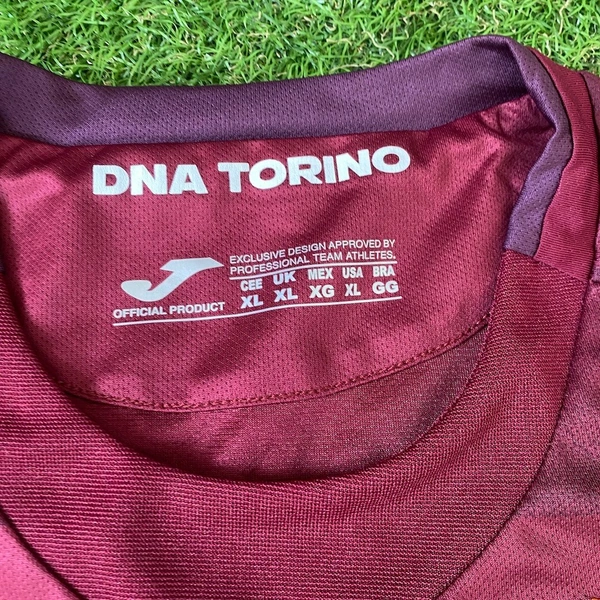 DNA TORINO
EXCLUSIVE DESIGN APPROVED BY
PROFESSIONAL TEAM ATHLETES.
CEE UK MEX USA BRA
XL XL XG XL GG
OFFICIAL PRODUCT